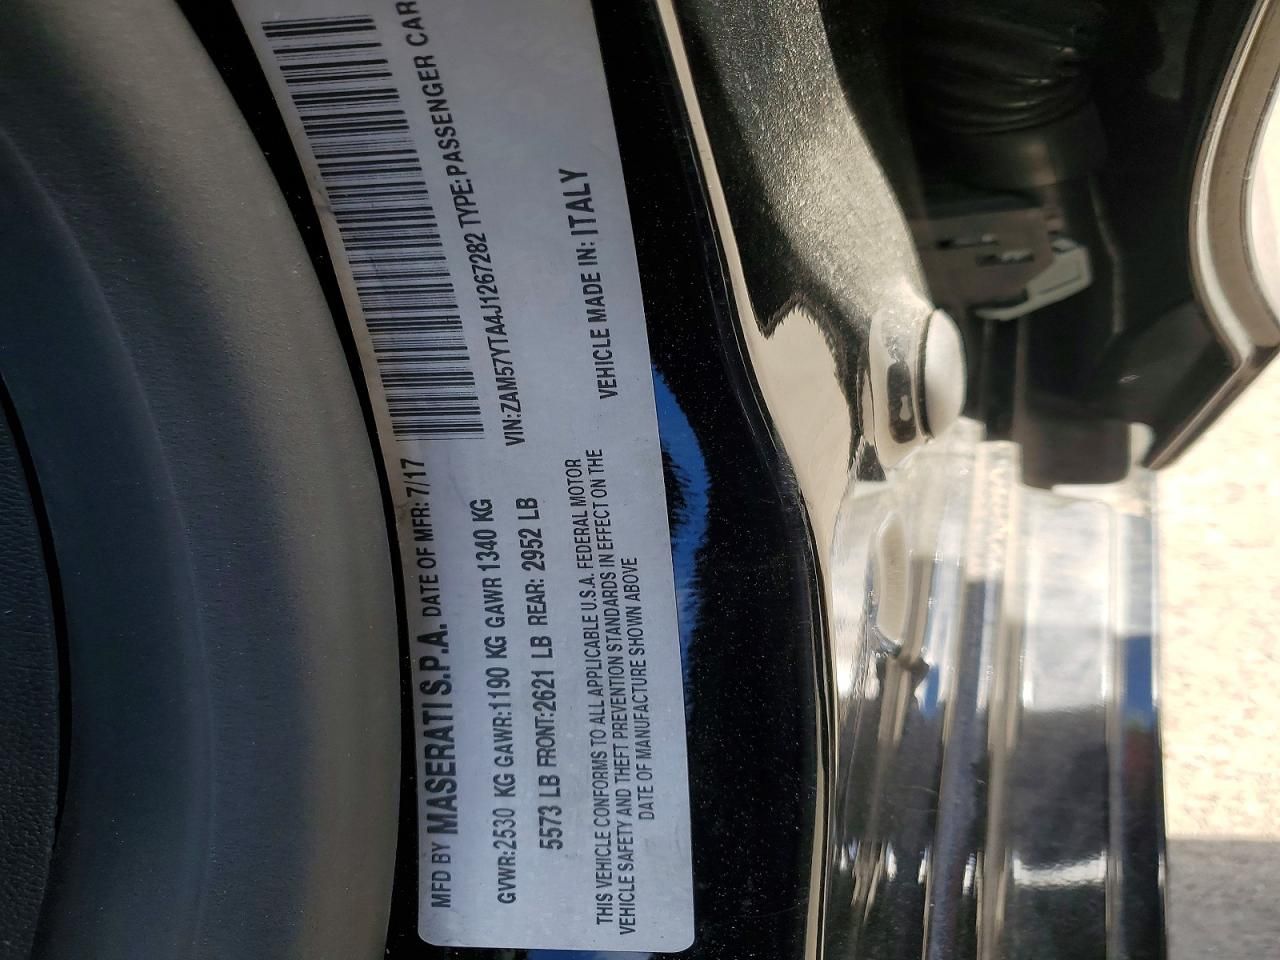 MFD BY MASERATI S.P.A. DATE OF MFR: 7/17
GVWR:2530 KG GAWR:1190 KG GAWR 1340 KG
5573 LB FRONT:2621 LB REAR: 2952 LB
THIS VEHICLE CONFORMS TO ALL APPLICABLE U.S.A. FEDERAL MOTOR
VEHICLE SAFETY AND THEFT PREVENTION STANDARDS IN EFFECT ON THE
DATE OF MANUFACTURE SHOWN ABOVE
VIN:ZAM57YTA4J1267282 TYPE:PASSENGER CAR
VEHICLE MADE IN: ITALY